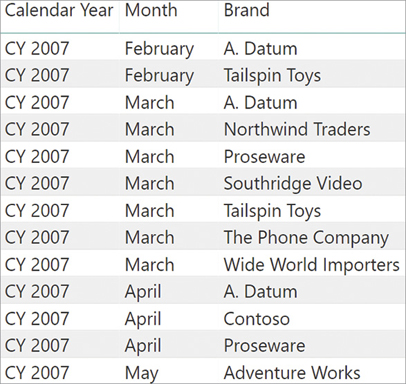 Calendar Year Month Brand
CY 2007 February A. Datum
CY 2007 February Tailspin Toys
CY 2007 March A. Datum
CY 2007 March Northwind Traders
CY 2007 March Proseware
CY 2007 March Southridge Video
CY 2007 March Tailspin Toys
CY 2007 March The Phone Company
CY 2007 March Wide World Importers
CY 2007 April A. Datum
CY 2007 April Contoso
CY 2007 April Proseware
CY 2007 May Adventure Works